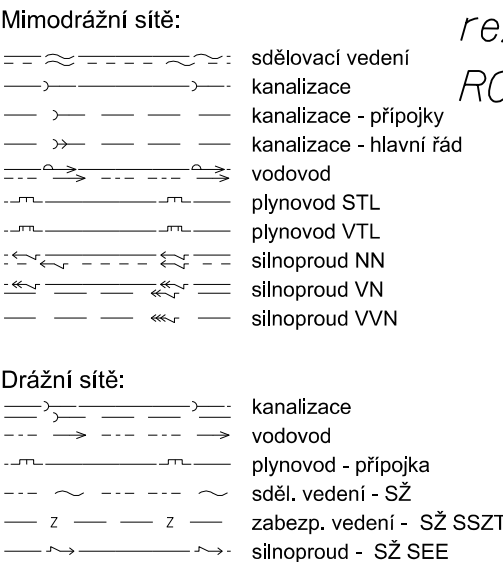 Mimodrážní sítě:
sdělovací vedení
kanalizace
kanalizace - přípojky
kanalizace - hlavní řád
vodovod
plynovod STL
plynovod VTL
silnoproud NN
silnoproud VN
silnoproud VVN
Drážní sítě:
kanalizace
vodovod
plynovod - přípojka
sděl. vedení - SŽ
Z Z zabezp. vedení - SŽ SSZT
silnoproud - SŽ SEE